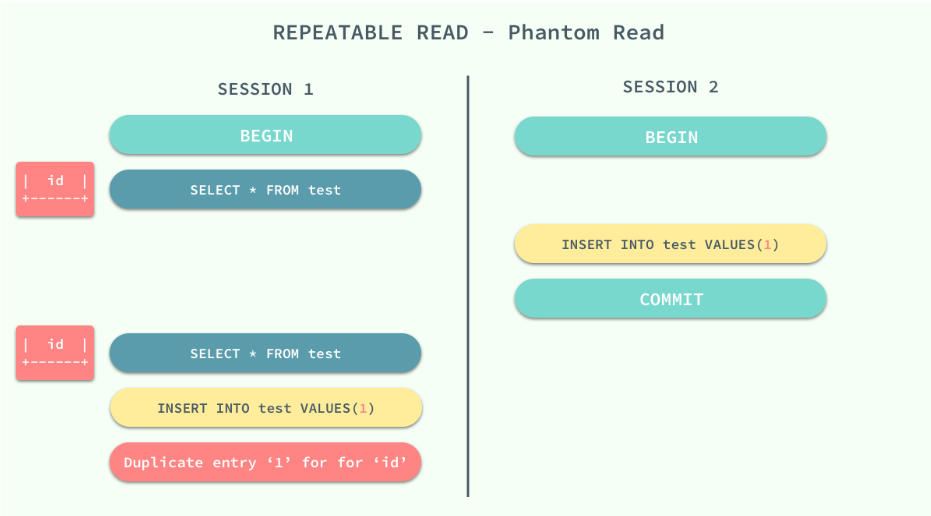 REPEATABLE READ – Phantom Read
SESSION 1
BEGIN
| id |
+------+
SELECT * FROM test
| id |
+------+
SELECT * FROM test
INSERT INTO test VALUES(1)
Duplicate entry ‘1’ for for ‘id’
SESSION 2
BEGIN
INSERT INTO test VALUES(1)
COMMIT